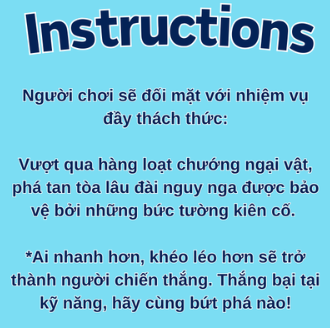 Instructions
Người chơi sẽ đối mặt với nhiệm vụ
đầy thách thức:
Vượt qua hàng loạt chướng ngại vật,
phá tan tòa lâu đài nguy nga được bảo
vệ bởi những bức tường kiên cố.
*Ai nhanh hơn, khéo léo hơn sẽ trở
thành người chiến thắng. Thắng bại tại
kỹ năng, hãy cùng bứt phá nào!